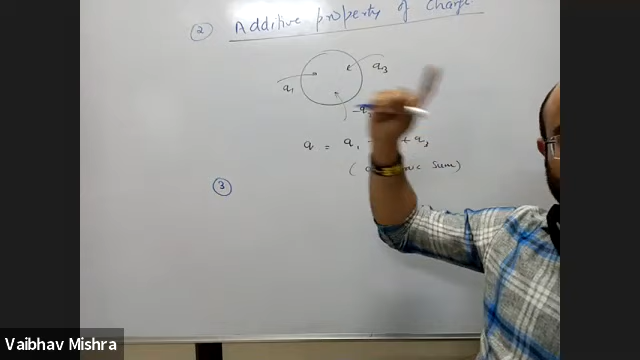 ② Additive property of Charge
q₁
q₃
q = q₁ + q₃
Sum)
③
Vaibhav Mishra